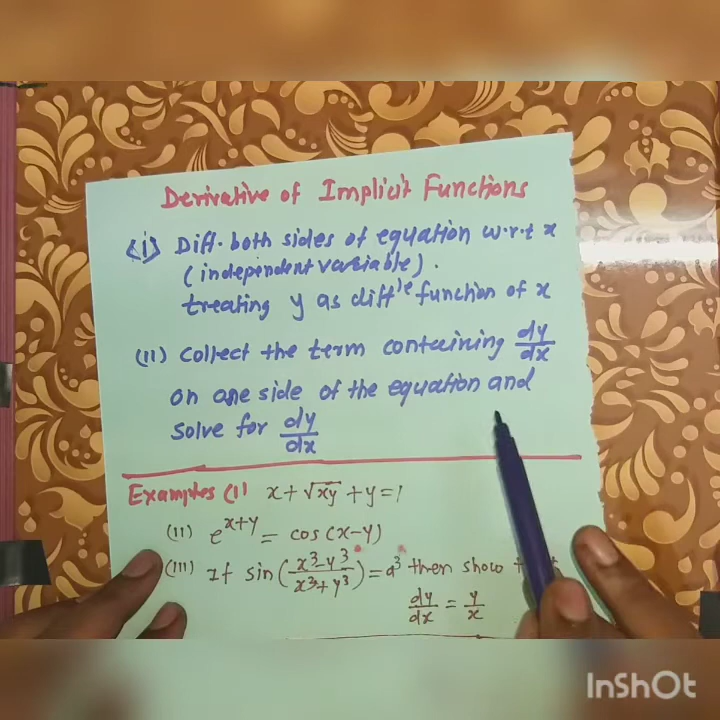 Derivative of Implicit Functions
(i) Diff. both sides of equation w.r.t x
(independent variable).
treating y as diff'le function of x
(II) Collect the term containing dy/dx
on one side of the equation and
solve for dy/dx
Examples (I) x + √xy + y = 1
(II) e^(x+y) = cos(x-y)
(III) If sin((x³-y³)/(x³+y³)) = a³ then show
dy/dx = y/x
InShOt